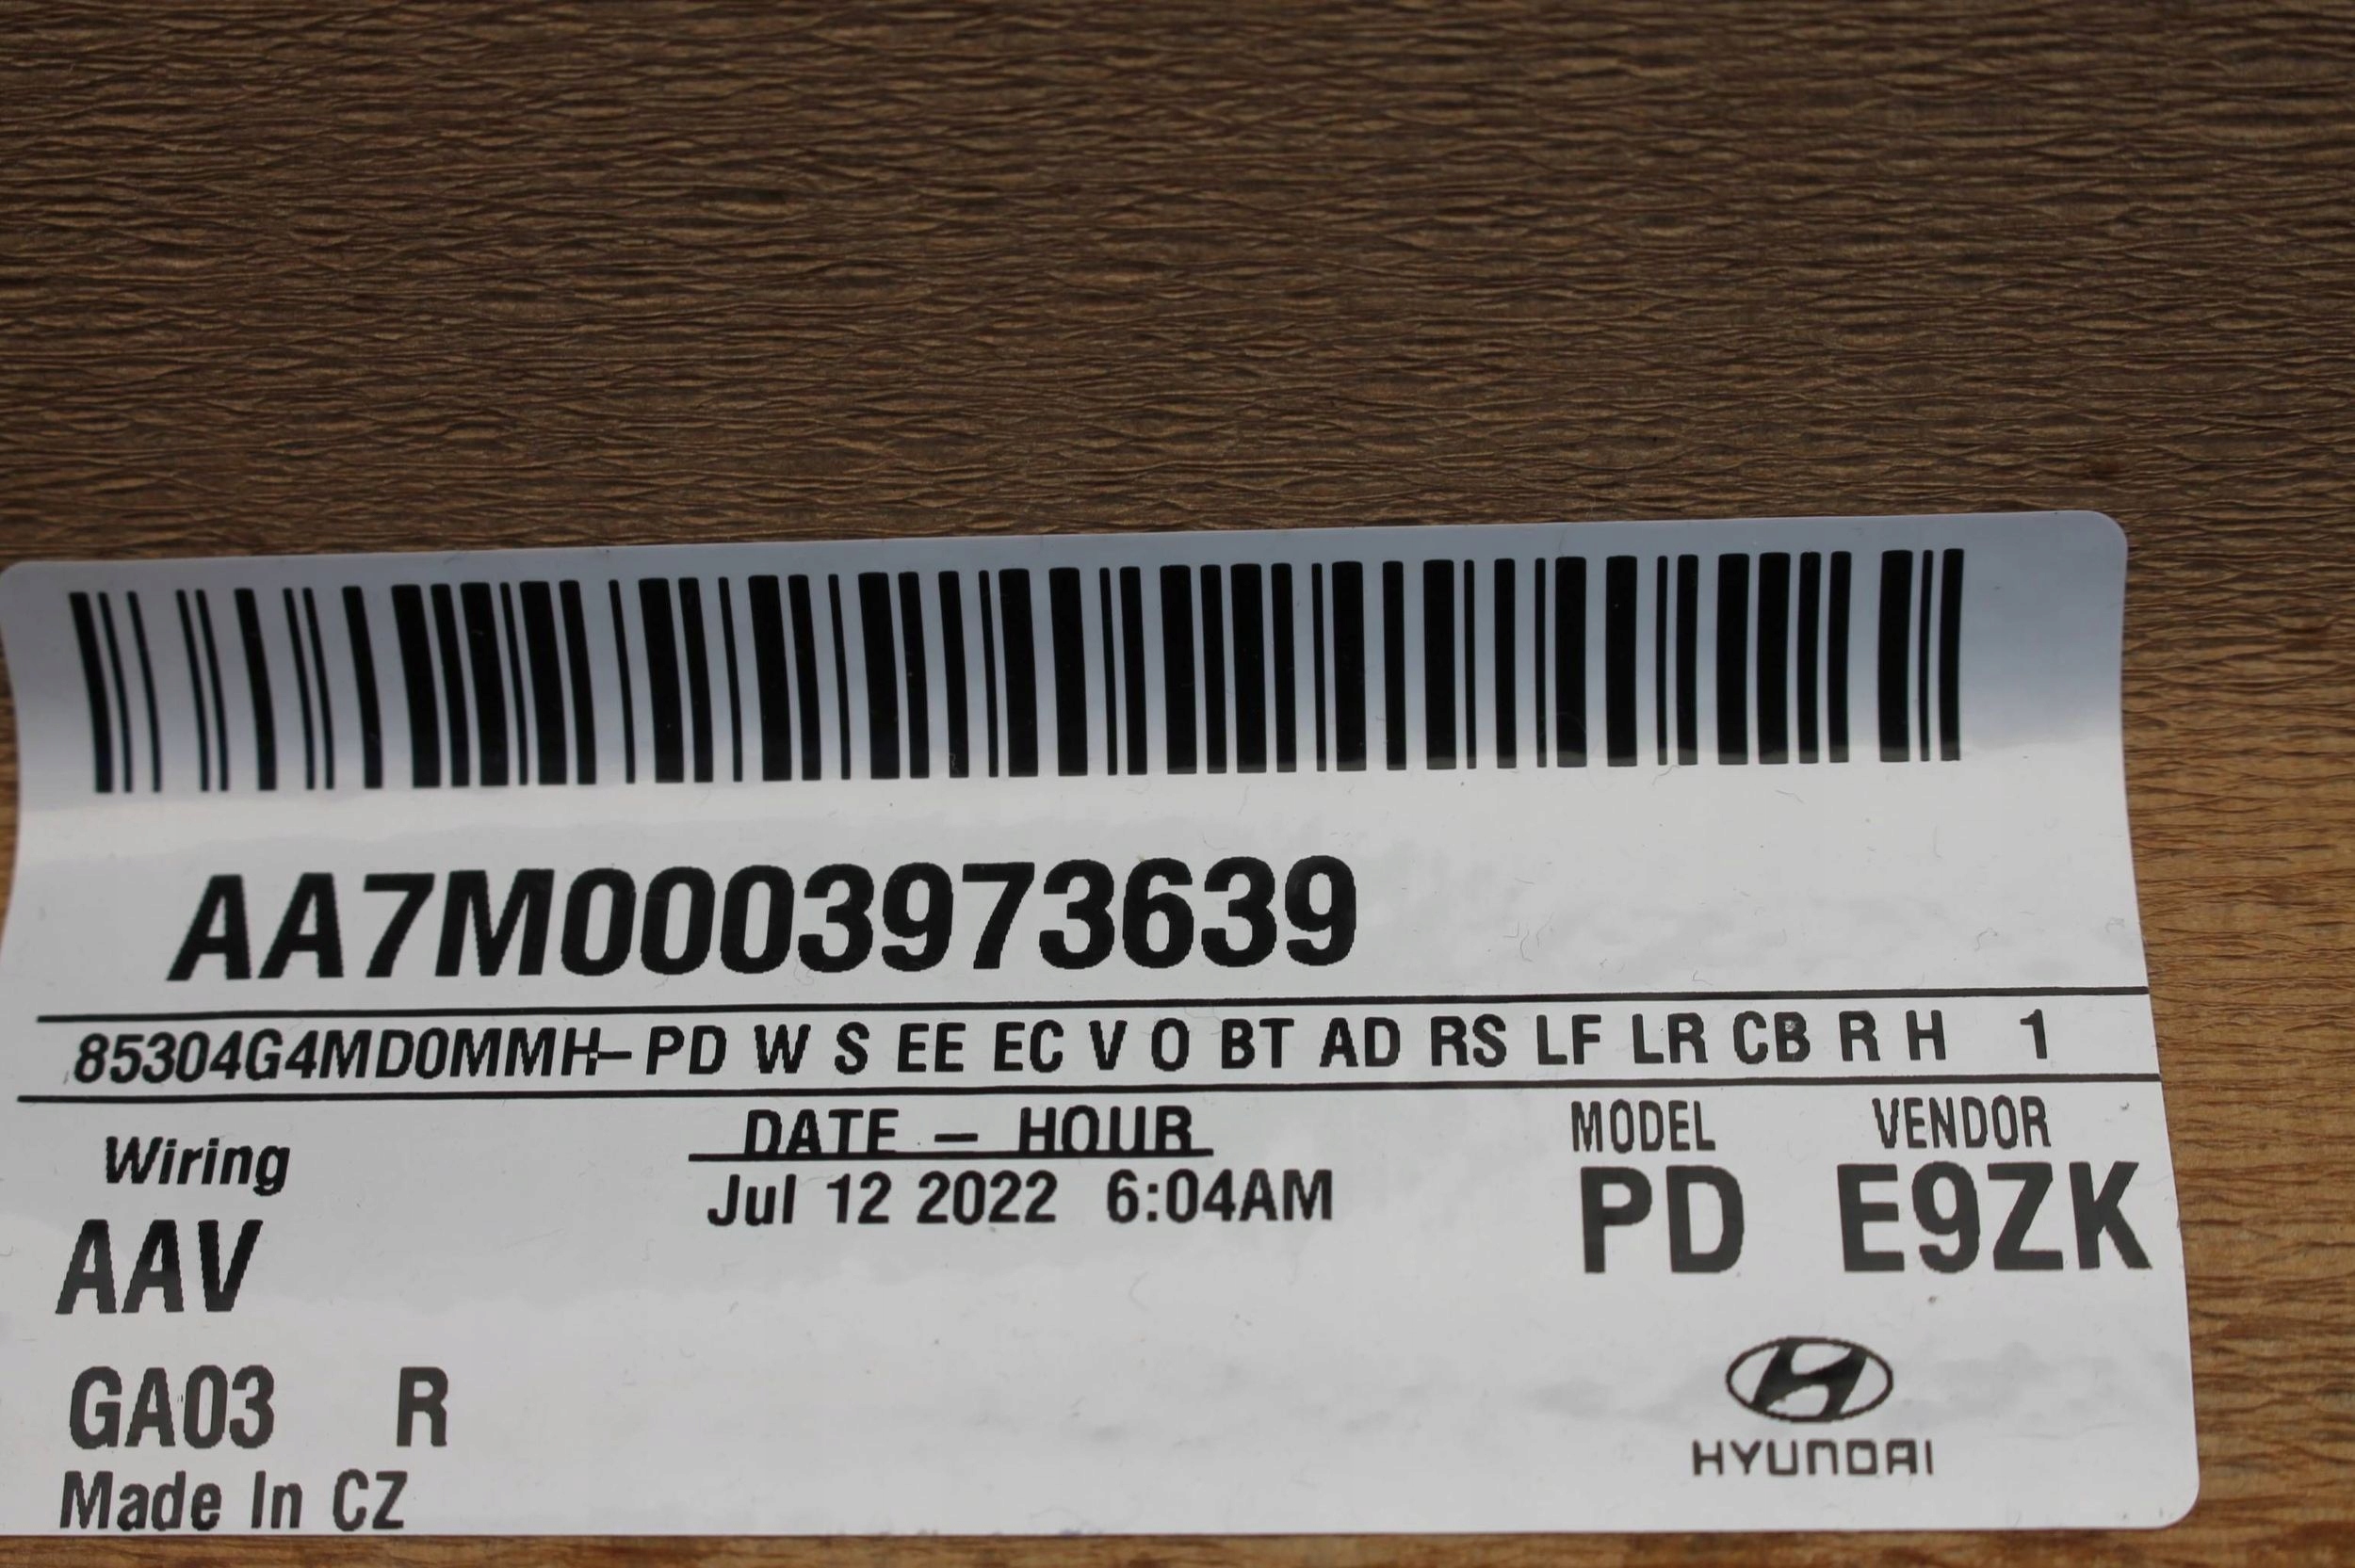 AA7M0003973639
85304G4MD0MMH-PD W S EE EC V O BT AD RS LF LR CB R H 1
Wiring
DATE - HOUR
MODEL VENDOR
Jul 12 2022 6:04AM
PD E9ZK
AAV
GA03 R
HYUNDAI
Made In CZ